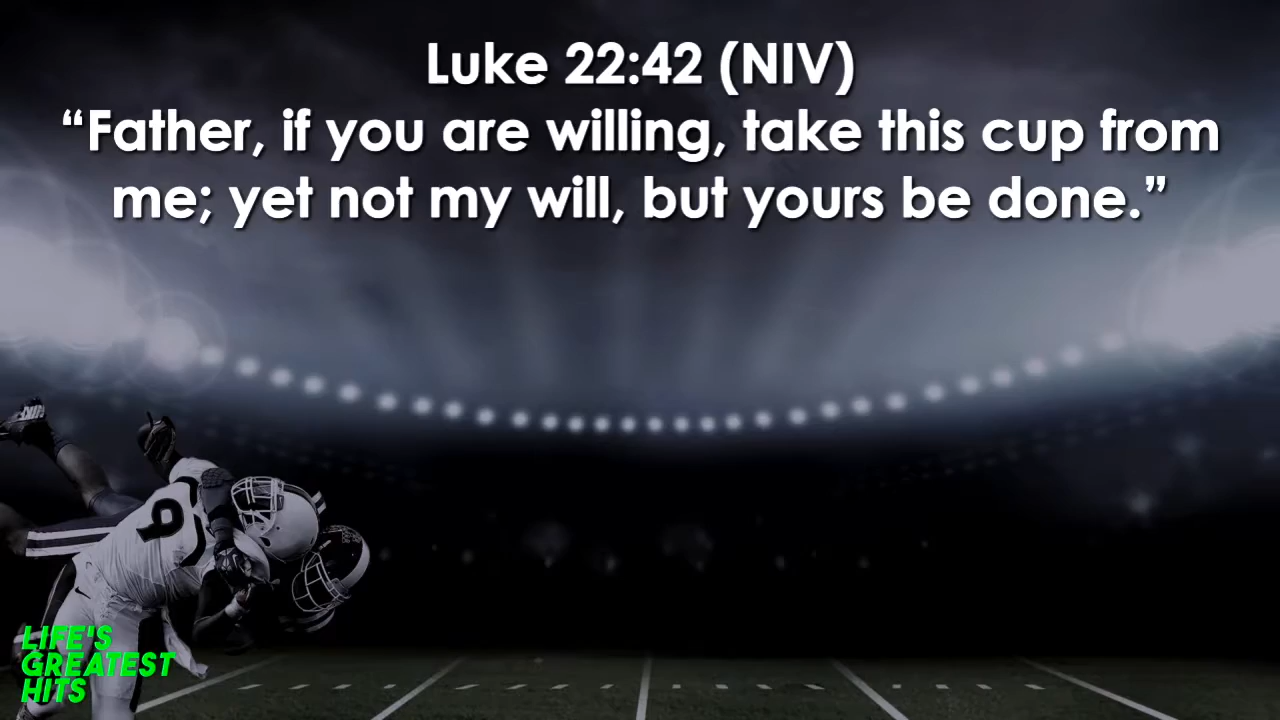 Luke 22:42 (NIV)
“Father, if you are willing, take this cup from
me; yet not my will, but yours be done.”
9
LIFE'S
GREATEST
HITS